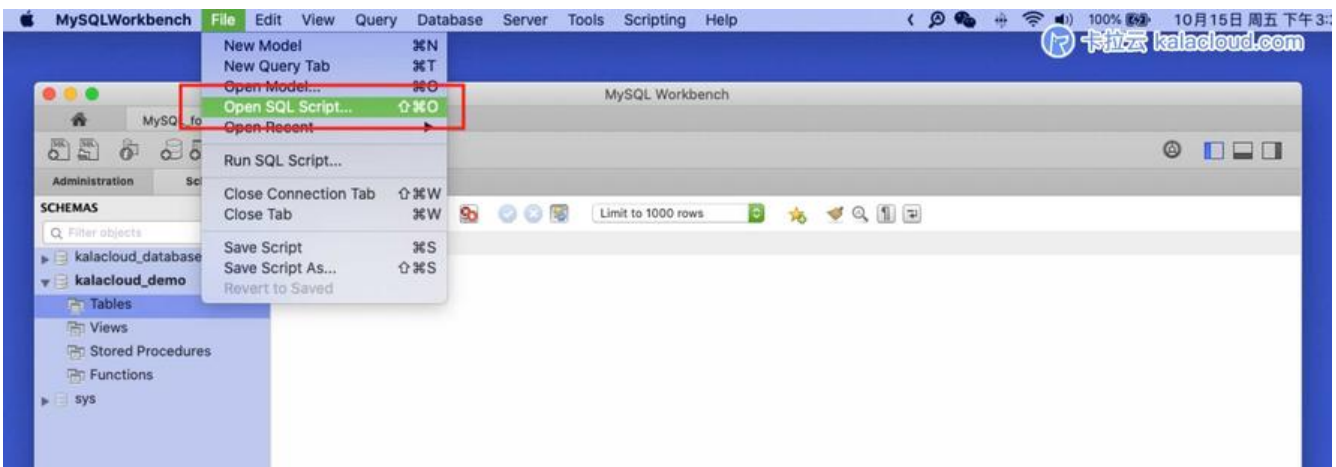 MySQLWorkbench File Edit View Query Database Server Tools Scripting Help 100% 10月15日 周五 下午3:
卡拉云 kalacloud.com
New Model ⌘N
New Query Tab ⌘T
Open Model... ⌘O
MySQL Workbench
Open SQL Script... ⇧⌘O
MySQL_fo
Open Recent
Run SQL Script...
Administration
Close Connection Tab ⇧⌘W
SCHEMAS
Close Tab ⌘W
Limit to 1000 rows
Filter objects
Save Script ⌘S
kalacloud_database
Save Script As... ⇧⌘S
kalacloud_demo
Revert to Saved
Tables
Views
Stored Procedures
Functions
sys